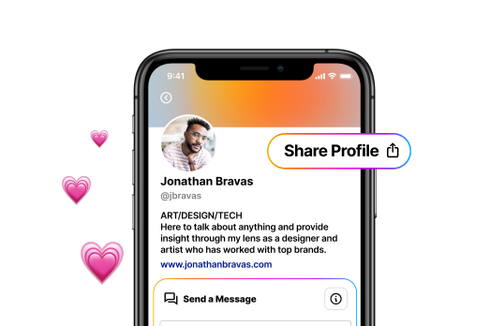 9:41
Share Profile
Jonathan Bravas
@jbravas
ART/DESIGN/TECH
Here to talk about anything and provide
insight through my lens as a designer and
artist who has worked with top brands.
www.jonathanbravas.com
Send a Message